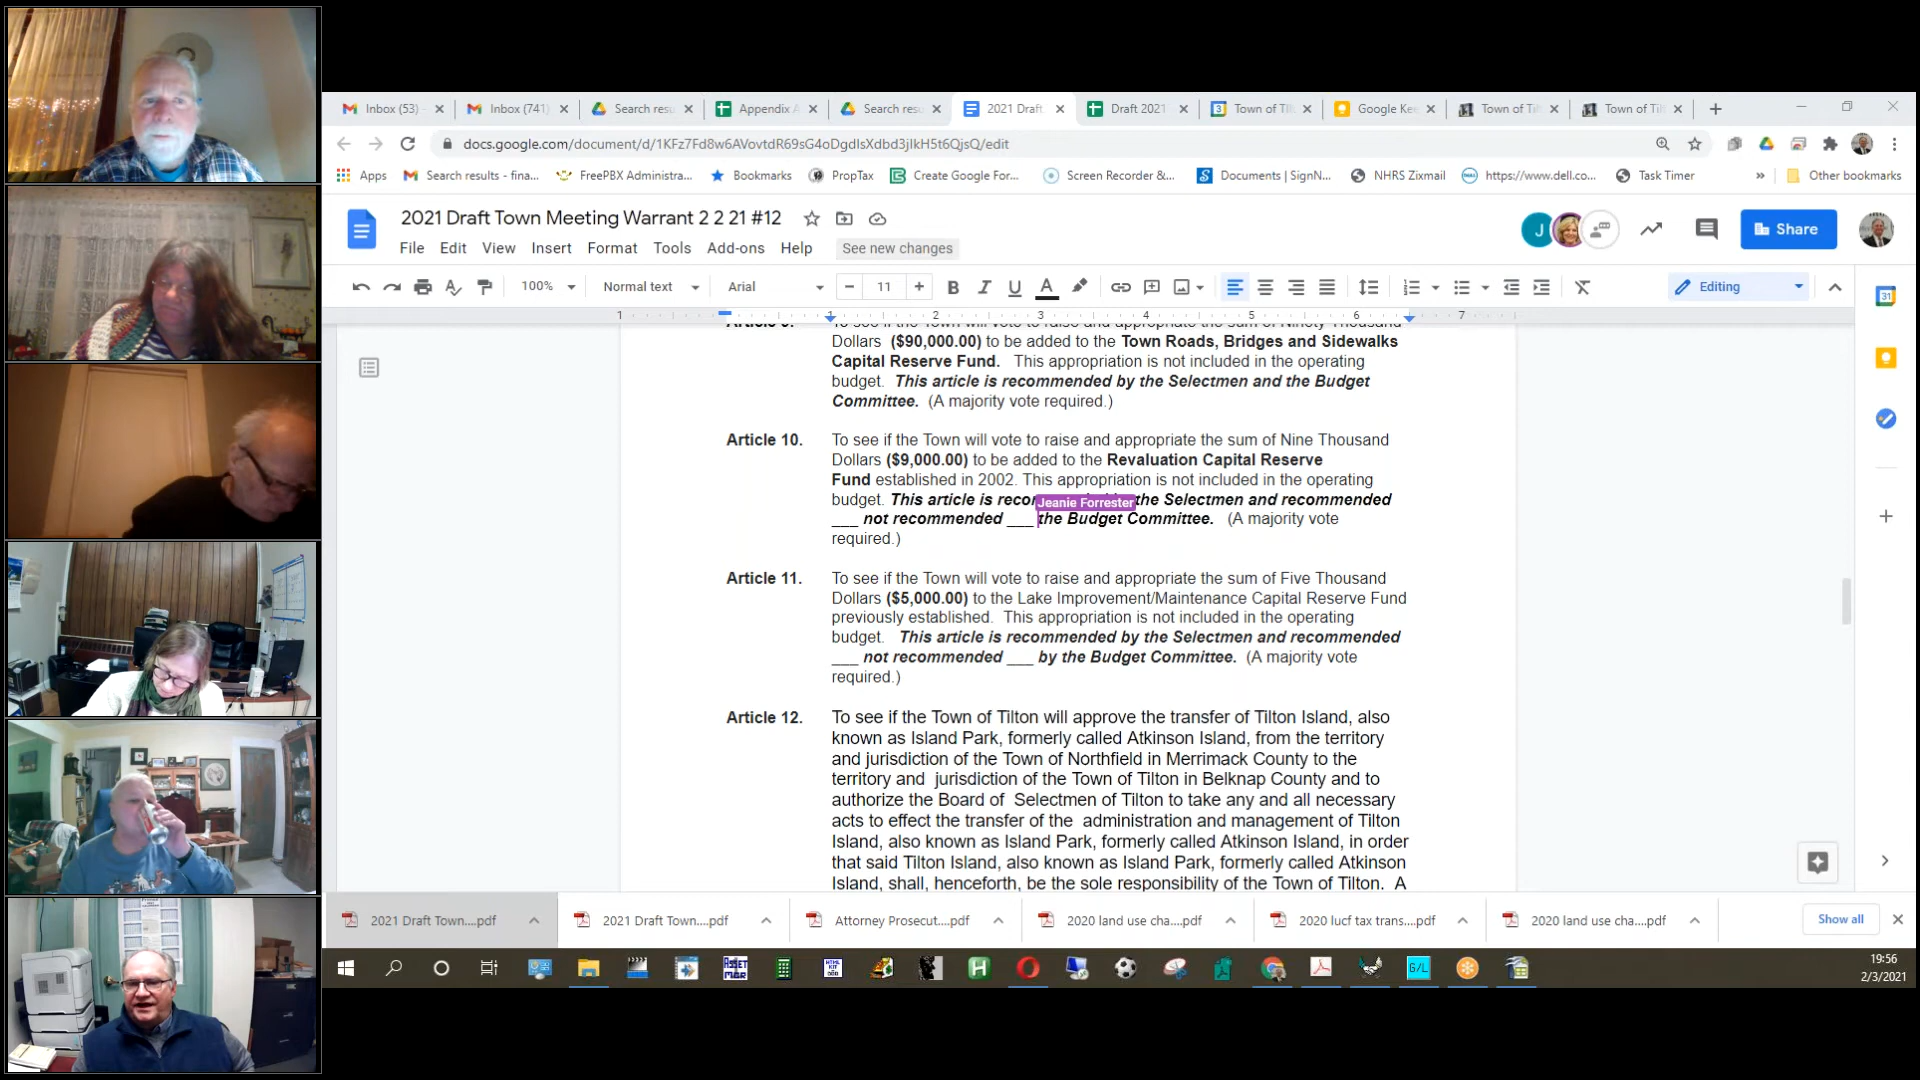 Inbox (53)
Inbox (741)
Search resu
Appendix A
Search resu
2021 Draft
Draft 2021
Town of Til
Google Kee
Town of Til
Town of Til
docs.google.com/document/d/
Apps
Search results - fina...
FreePBX Administra...
Bookmarks
PropTax
Create Google For...
Screen Recorder &...
Documents | SignN...
NHRS Zixmail
https://www.dell.co...
Task Timer
»
Other bookmarks
2021 Draft Town Meeting Warrant 2 2 21 #12
File Edit View Insert Format Tools Add-ons Help
See new changes
J
Share
100%
Normal text
Arial
11
B I U A
Editing
1 1 2 3 4 5 6 7
31
Dollars ($90,000.00) to be added to the Town Roads, Bridges and Sidewalks
Capital Reserve Fund. This appropriation is not included in the operating
budget. This article is recommended by the Selectmen and the Budget
Committee. (A majority vote required.)
Article 10. To see if the Town will vote to raise and appropriate the sum of Nine Thousand
Dollars ($9,000.00) to be added to the Revaluation Capital Reserve
Fund established in 2002. This appropriation is not included in the operating
budget. This article is recom the Selectmen and recommended
Jeanie Forrester
___ not recommended ___ the Budget Committee. (A majority vote
required.)
Article 11. To see if the Town will vote to raise and appropriate the sum of Five Thousand
Dollars ($5,000.00) to the Lake Improvement/Maintenance Capital Reserve Fund
previously established. This appropriation is not included in the operating
budget. This article is recommended by the Selectmen and recommended
___ not recommended ___ by the Budget Committee. (A majority vote
required.)
Article 12. To see if the Town of Tilton will approve the transfer of Tilton Island, also
known as Island Park, formerly called Atkinson Island, from the territory
and jurisdiction of the Town of Northfield in Merrimack County to the
territory and jurisdiction of the Town of Tilton in Belknap County and to
authorize the Board of Selectmen of Tilton to take any and all necessary
acts to effect the transfer of the administration and management of Tilton
Island, also known as Island Park, formerly called Atkinson Island, in order
that said Tilton Island, also known as Island Park, formerly called Atkinson
Island, shall, henceforth, be the sole responsibility of the Town of Tilton. A
2021 Draft Town....pdf
2021 Draft Town....pdf
Attorney Prosecut....pdf
2020 land use cha....pdf
2020 lucf tax trans....pdf
2020 land use cha....pdf
Show all
G/L
19:56
2/3/2021